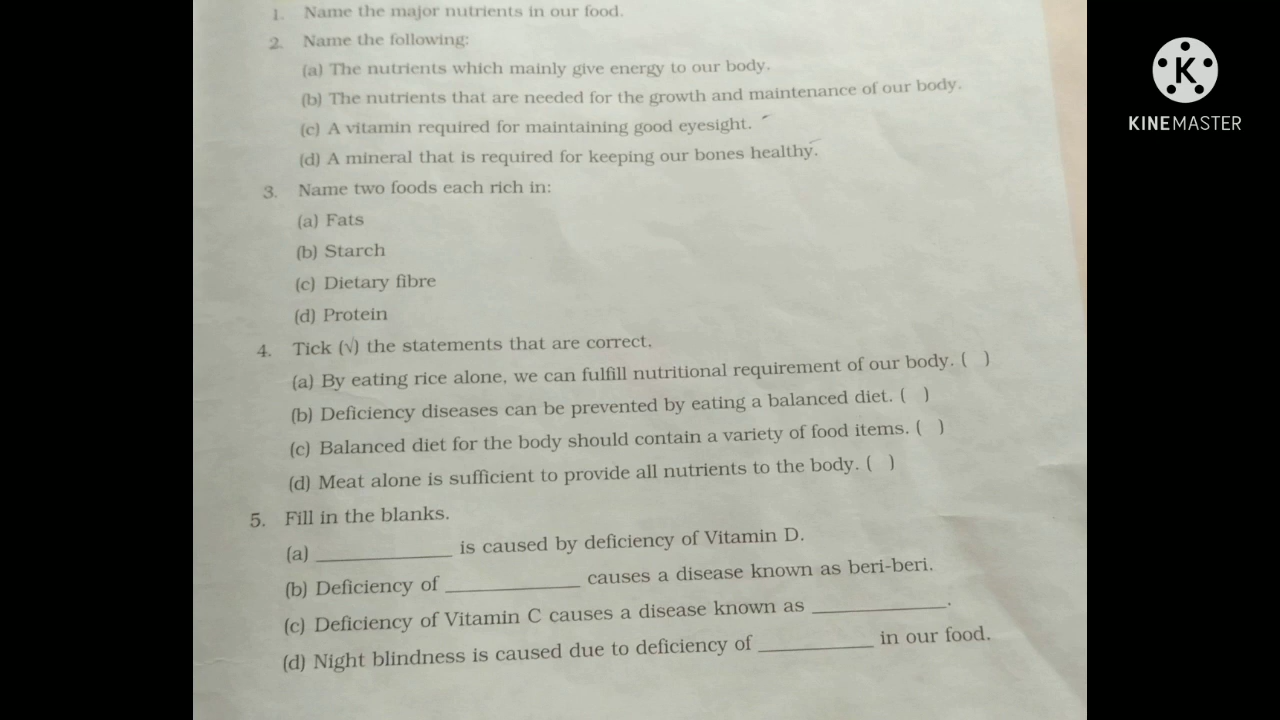 1. Name the major nutrients in our food.
2. Name the following:
(a) The nutrients which mainly give energy to our body.
(b) The nutrients that are needed for the growth and maintenance of our body.
(c) A vitamin required for maintaining good eyesight.
(d) A mineral that is required for keeping our bones healthy.
3. Name two foods each rich in:
(a) Fats
(b) Starch
(c) Dietary fibre
(d) Protein
4. Tick (√) the statements that are correct.
(a) By eating rice alone, we can fulfill nutritional requirement of our body. ( )
(b) Deficiency diseases can be prevented by eating a balanced diet. ( )
(c) Balanced diet for the body should contain a variety of food items. ( )
(d) Meat alone is sufficient to provide all nutrients to the body. ( )
5. Fill in the blanks.
(a) ____________ is caused by deficiency of Vitamin D.
(b) Deficiency of ____________ causes a disease known as beri-beri.
(c) Deficiency of Vitamin C causes a disease known as ____________.
(d) Night blindness is caused due to deficiency of __________ in our food.
K
KINEMASTER